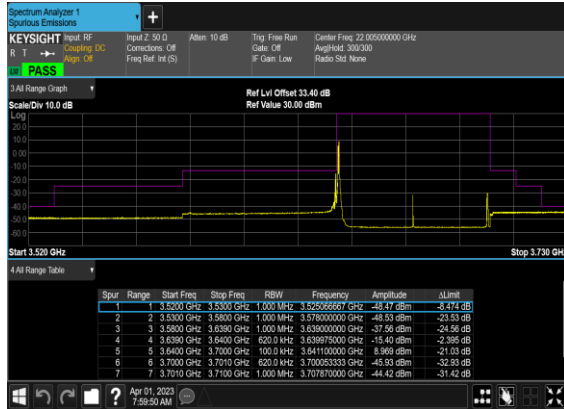 Spectrum Analyzer 1
Spurious Emissions
KEYSIGHT Input: RF Input Z: 50 Ω Atten: 10 dB Trig: Free Run Center Freq: 22.005000000 GHz
R T Coupling: DC Corrections: Off Gate: Off Avg|Hold: 300/300
Align: Off Freq Ref: Int (S) IF Gain: Low Radio Std: None
PASS
3 All Range Graph Ref Lvl Offset 33.40 dB
Scale/Div 10.0 dB Ref Value 30.00 dBm
Log
20.0
10.0
0.00
-10.0
-20.0
-30.0
-40.0
-50.0
-60.0
Start 3.520 GHz Stop 3.730 GH
4 All Range Table
Spur Range Start Freq Stop Freq RBW Frequency Amplitude ΔLimit
1 1 3.5200 GHz 3.5300 GHz 1.000 MHz 3.525066667 GHz -48.47 dBm -8.474 dB
2 2 3.5300 GHz 3.5800 GHz 1.000 MHz 3.578000000 GHz -48.53 dBm -23.53 dB
3 3 3.5800 GHz 3.6390 GHz 1.000 MHz 3.639000000 GHz -37.56 dBm -24.56 dB
4 4 3.6390 GHz 3.6400 GHz 620.0 kHz 3.639975000 GHz -15.40 dBm -2.395 dB
5 5 3.6400 GHz 3.7000 GHz 100.0 kHz 3.641100000 GHz 8.969 dBm -21.03 dB
6 6 3.7000 GHz 3.7010 GHz 620.0 kHz 3.700053333 GHz -45.93 dBm -32.93 dB
7 7 3.7010 GHz 3.7100 GHz 1.000 MHz 3.707870000 GHz -44.42 dBm -31.42 dB
Apr 01, 2023
7:59:50 AM